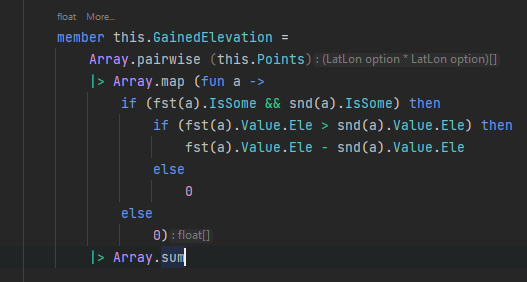 float   More...
member this.GainedElevation =
    Array.pairwise (this.Points) : (LatLon option * LatLon option)[]
    |> Array.map (fun a ->
        if (fst(a).IsSome && snd(a).IsSome) then
            if (fst(a).Value.Ele > snd(a).Value.Ele) then
                fst(a).Value.Ele - snd(a).Value.Ele
            else
                0
        else
            0) : float[]
    |> Array.sum